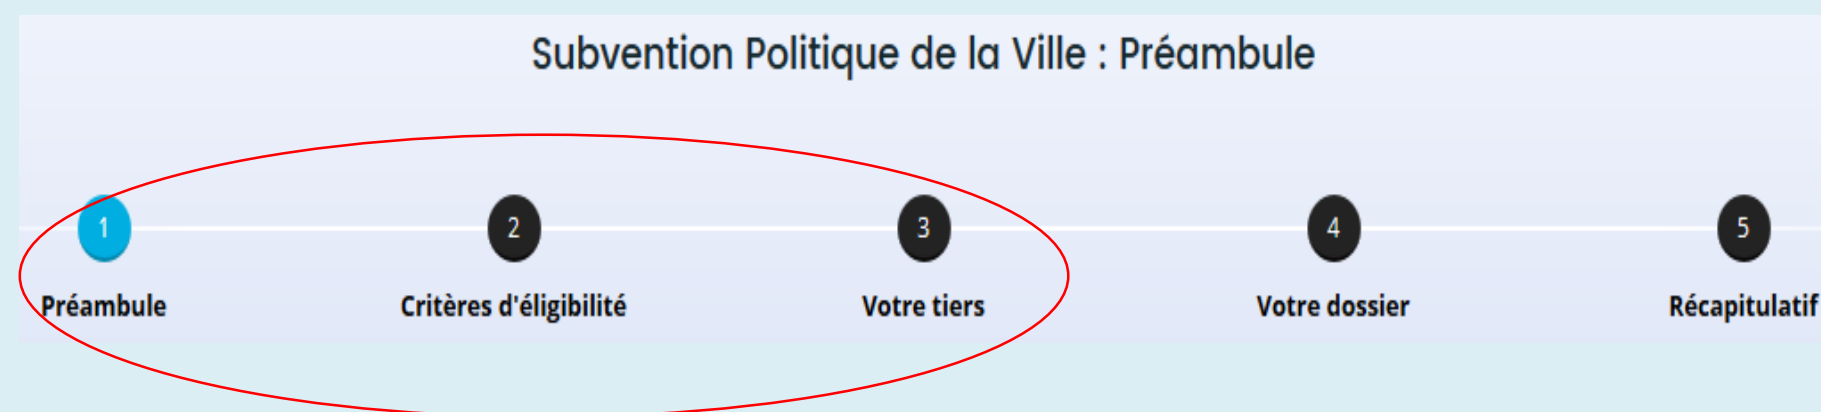 Subvention Politique de la Ville : Préambule
1 2 3 4 5
Préambule Critères d'éligibilité Votre tiers Votre dossier Récapitulatif